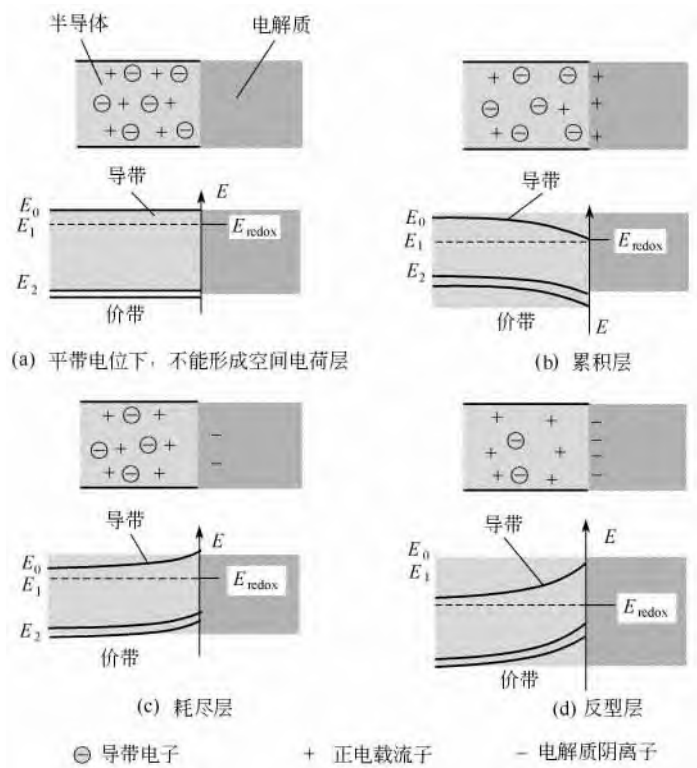 半导体
电解质
导带
E
E0
E1
Eredox
E2
价带
(a) 平带电位下，不能形成空间电荷层
导带
E0
E1
Eredox
E2
价带
E
(b) 累积层
导带
E
E0
E1
Eredox
E2
价带
(c) 耗尽层
导带
E
E0
E1
Eredox
价带
(d) 反型层
⊖ 导带电子
+ 正电载流子
− 电解质阴离子